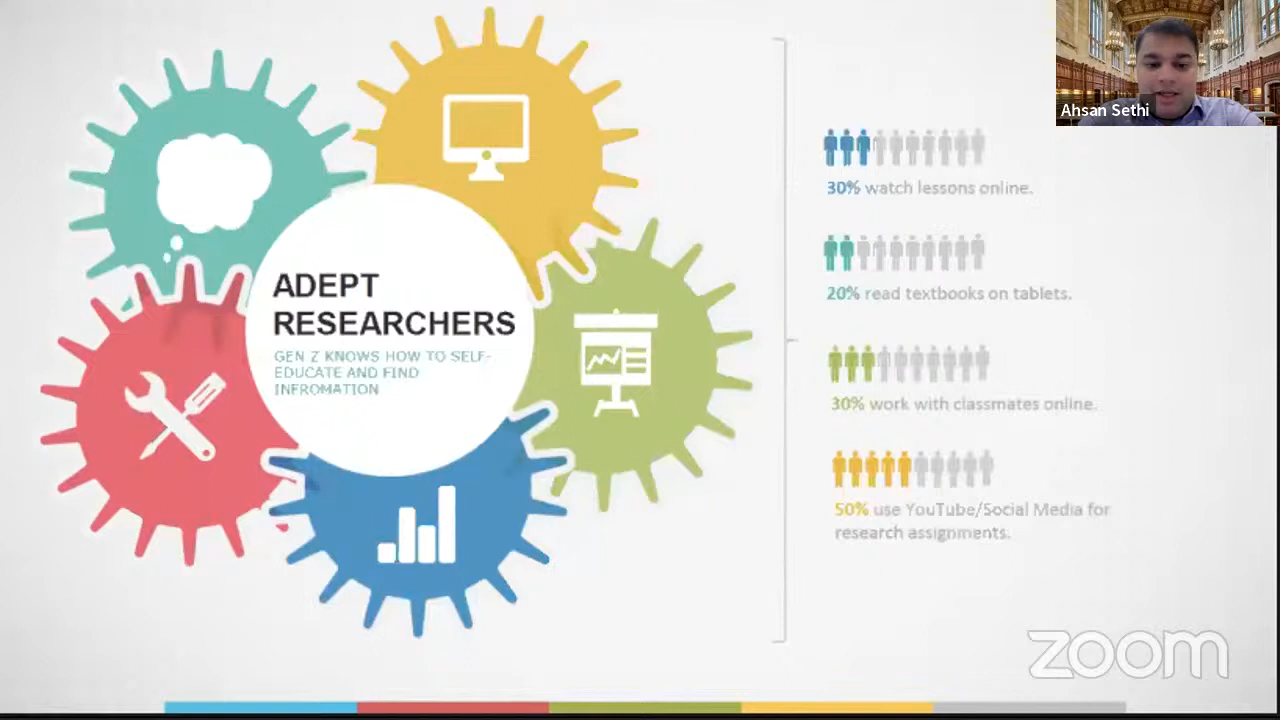 Ahsan Sethi
ADEPT
RESEARCHERS
GEN Z KNOWS HOW TO SELF-
EDUCATE AND FIND
INFROMATION
30% watch lessons online.
20% read textbooks on tablets.
30% work with classmates online.
50% use YouTube/Social Media for
research assignments.
zoom